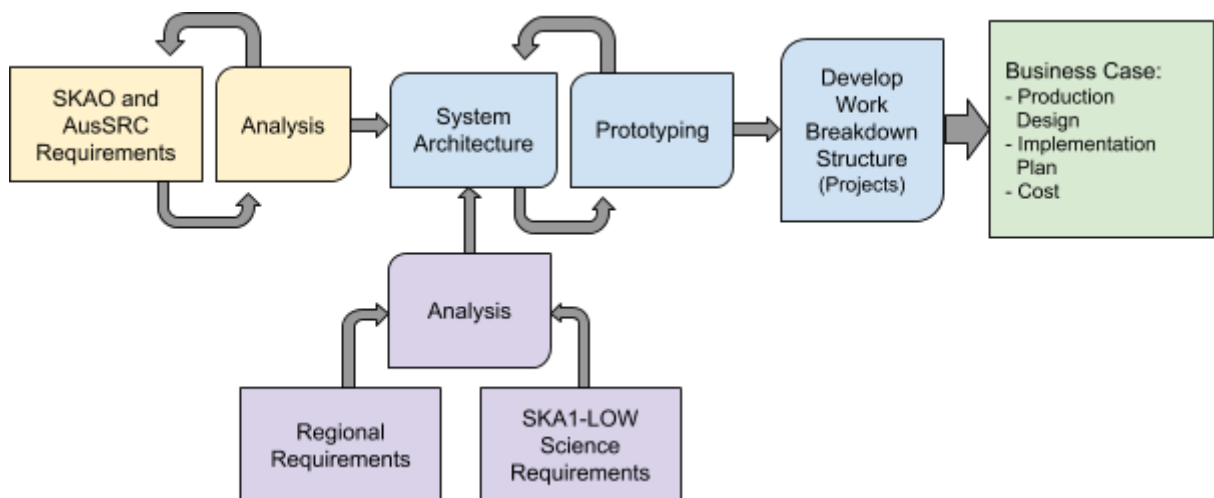 SKAO and
AusSRC
Requirements
Analysis
System
Architecture
Prototyping
Develop
Work
Breakdown
Structure
(Projects)
Business Case:
- Production
Design
- Implementation
Plan
- Cost
Analysis
Regional
Requirements
SKA1-LOW
Science
Requirements